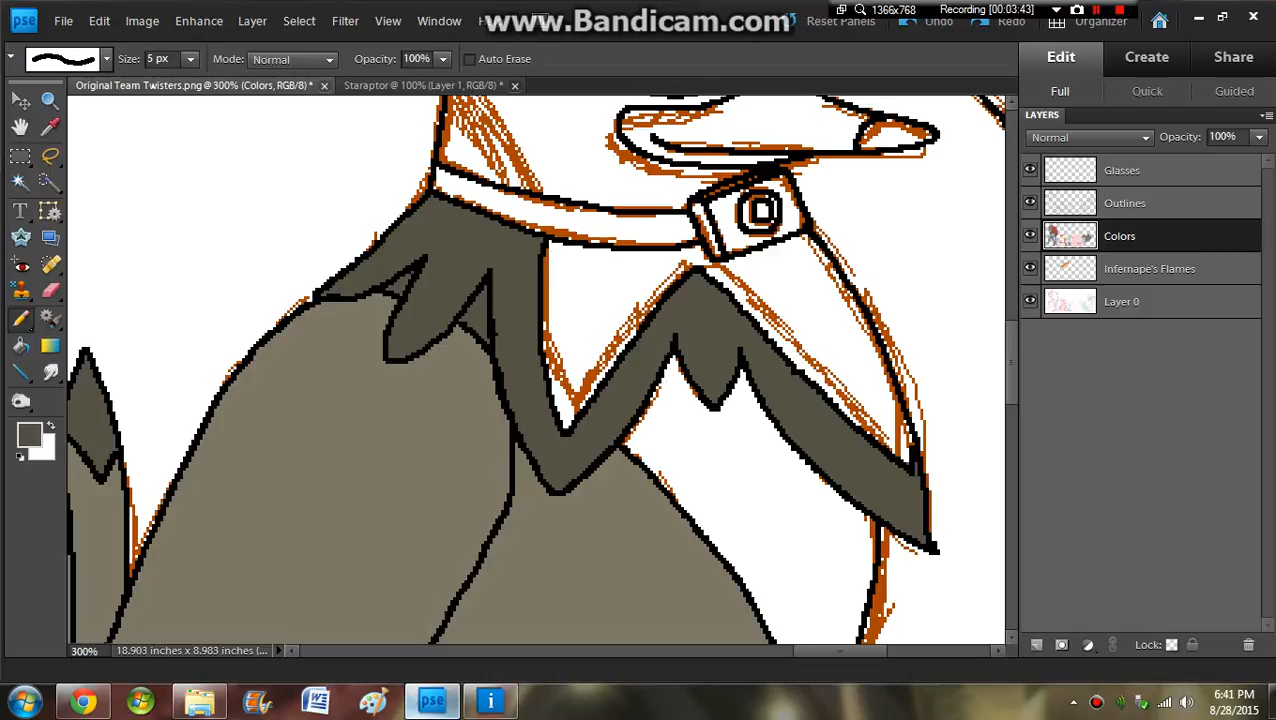 www.Bandicam.com
1366x768 Recording [00:03:43]
pse File Edit Image Enhance Layer Select Filter View Window Reset Panels Undo Redo Organizer
Size: 5 px Mode: Normal Opacity: 100% Auto Erase
Edit Create Share
Original Team Twisters.png @ 300% (Colors, RGB/8) * Staraptor @ 100% (Layer 1, RGB/8) *
Full Quick Guided
LAYERS
Normal Opacity: 100%
Glasses
Outlines
Colors
Infernape's Flames
Layer 0
Lock:
300% 18.903 inches x 8.983 inches (...
pse
6:41 PM
8/28/2015